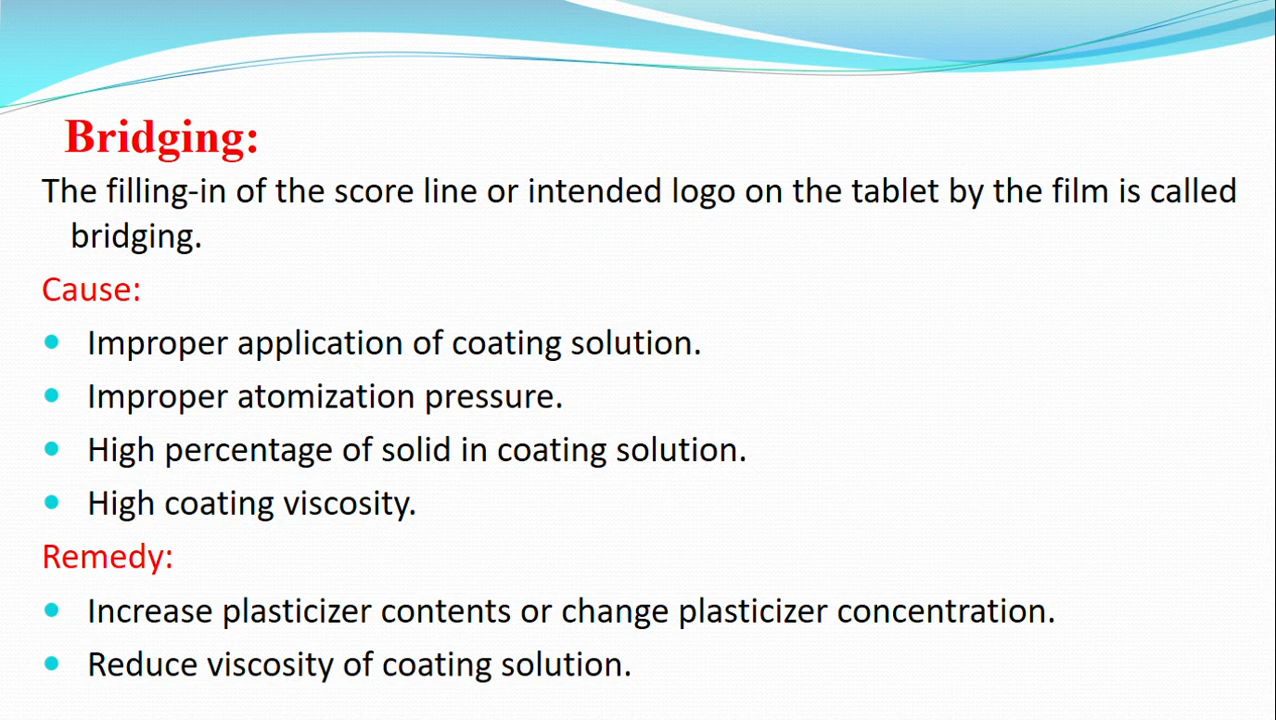 Bridging:
The filling-in of the score line or intended logo on the tablet by the film is called
bridging.
Cause:
• Improper application of coating solution.
• Improper atomization pressure.
• High percentage of solid in coating solution.
• High coating viscosity.
Remedy:
• Increase plasticizer contents or change plasticizer concentration.
• Reduce viscosity of coating solution.